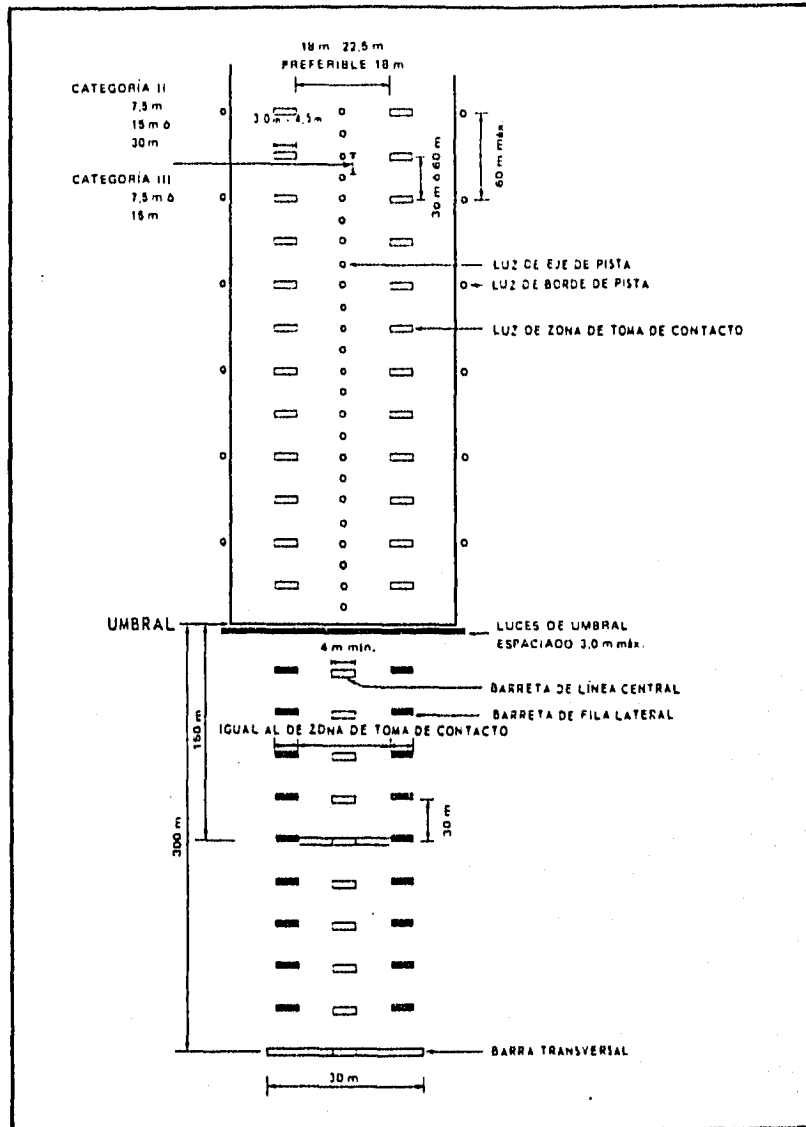 18 m  22,5 m
PREFERIBLE 18 m
CATEGORÍA II
7,5 m
15 m ó
30 m
3,0 m - 4,5 m
CATEGORÍA III
7,5 m ó
15 m
30 m ó 60 m
60 m máx.
LUZ DE EJE DE PISTA
LUZ DE BORDE DE PISTA
LUZ DE ZONA DE TOMA DE CONTACTO
UMBRAL
LUCES DE UMBRAL
ESPACIADO 3,0 m máx.
4 m mín.
BARRETA DE LÍNEA CENTRAL
BARRETA DE FILA LATERAL
IGUAL AL DE ZONA DE TOMA DE CONTACTO
150 m
30 m
300 m
BARRA TRANSVERSAL
30 m